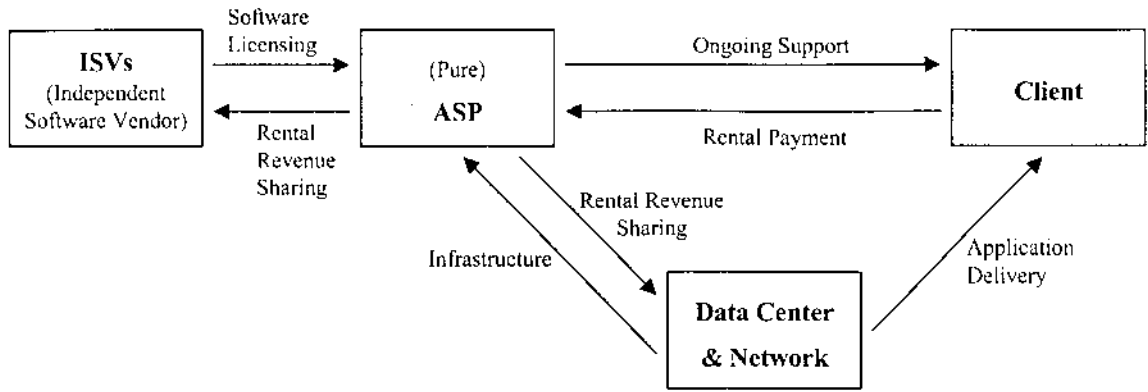 Software
Licensing
ISVs
(Independent
Software Vendor)
Rental
Revenue
Sharing
(Pure)
ASP
Ongoing Support
Rental Payment
Client
Rental Revenue
Sharing
Infrastructure
Application
Delivery
Data Center
& Network